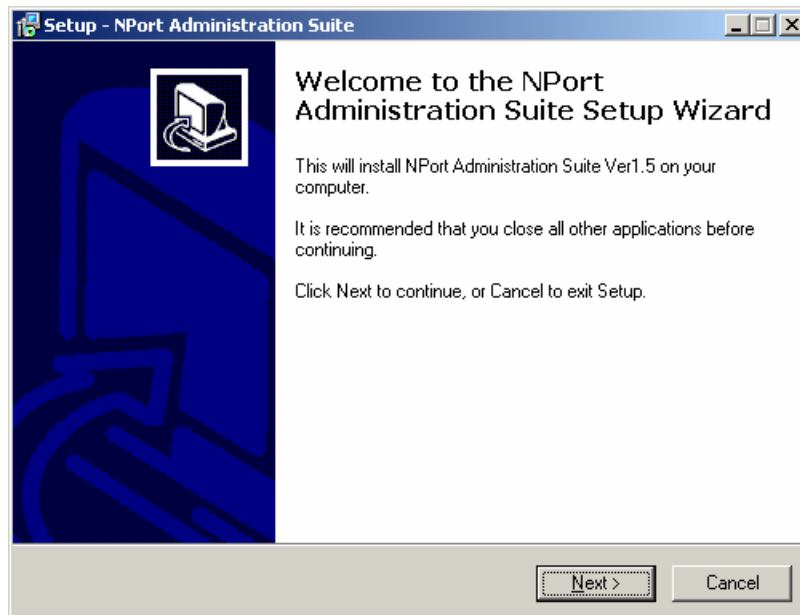 Setup - NPort Administration Suite
Welcome to the NPort
Administration Suite Setup Wizard
This will install NPort Administration Suite Ver1.5 on your
computer.
It is recommended that you close all other applications before
continuing.
Click Next to continue, or Cancel to exit Setup.
Next > Cancel